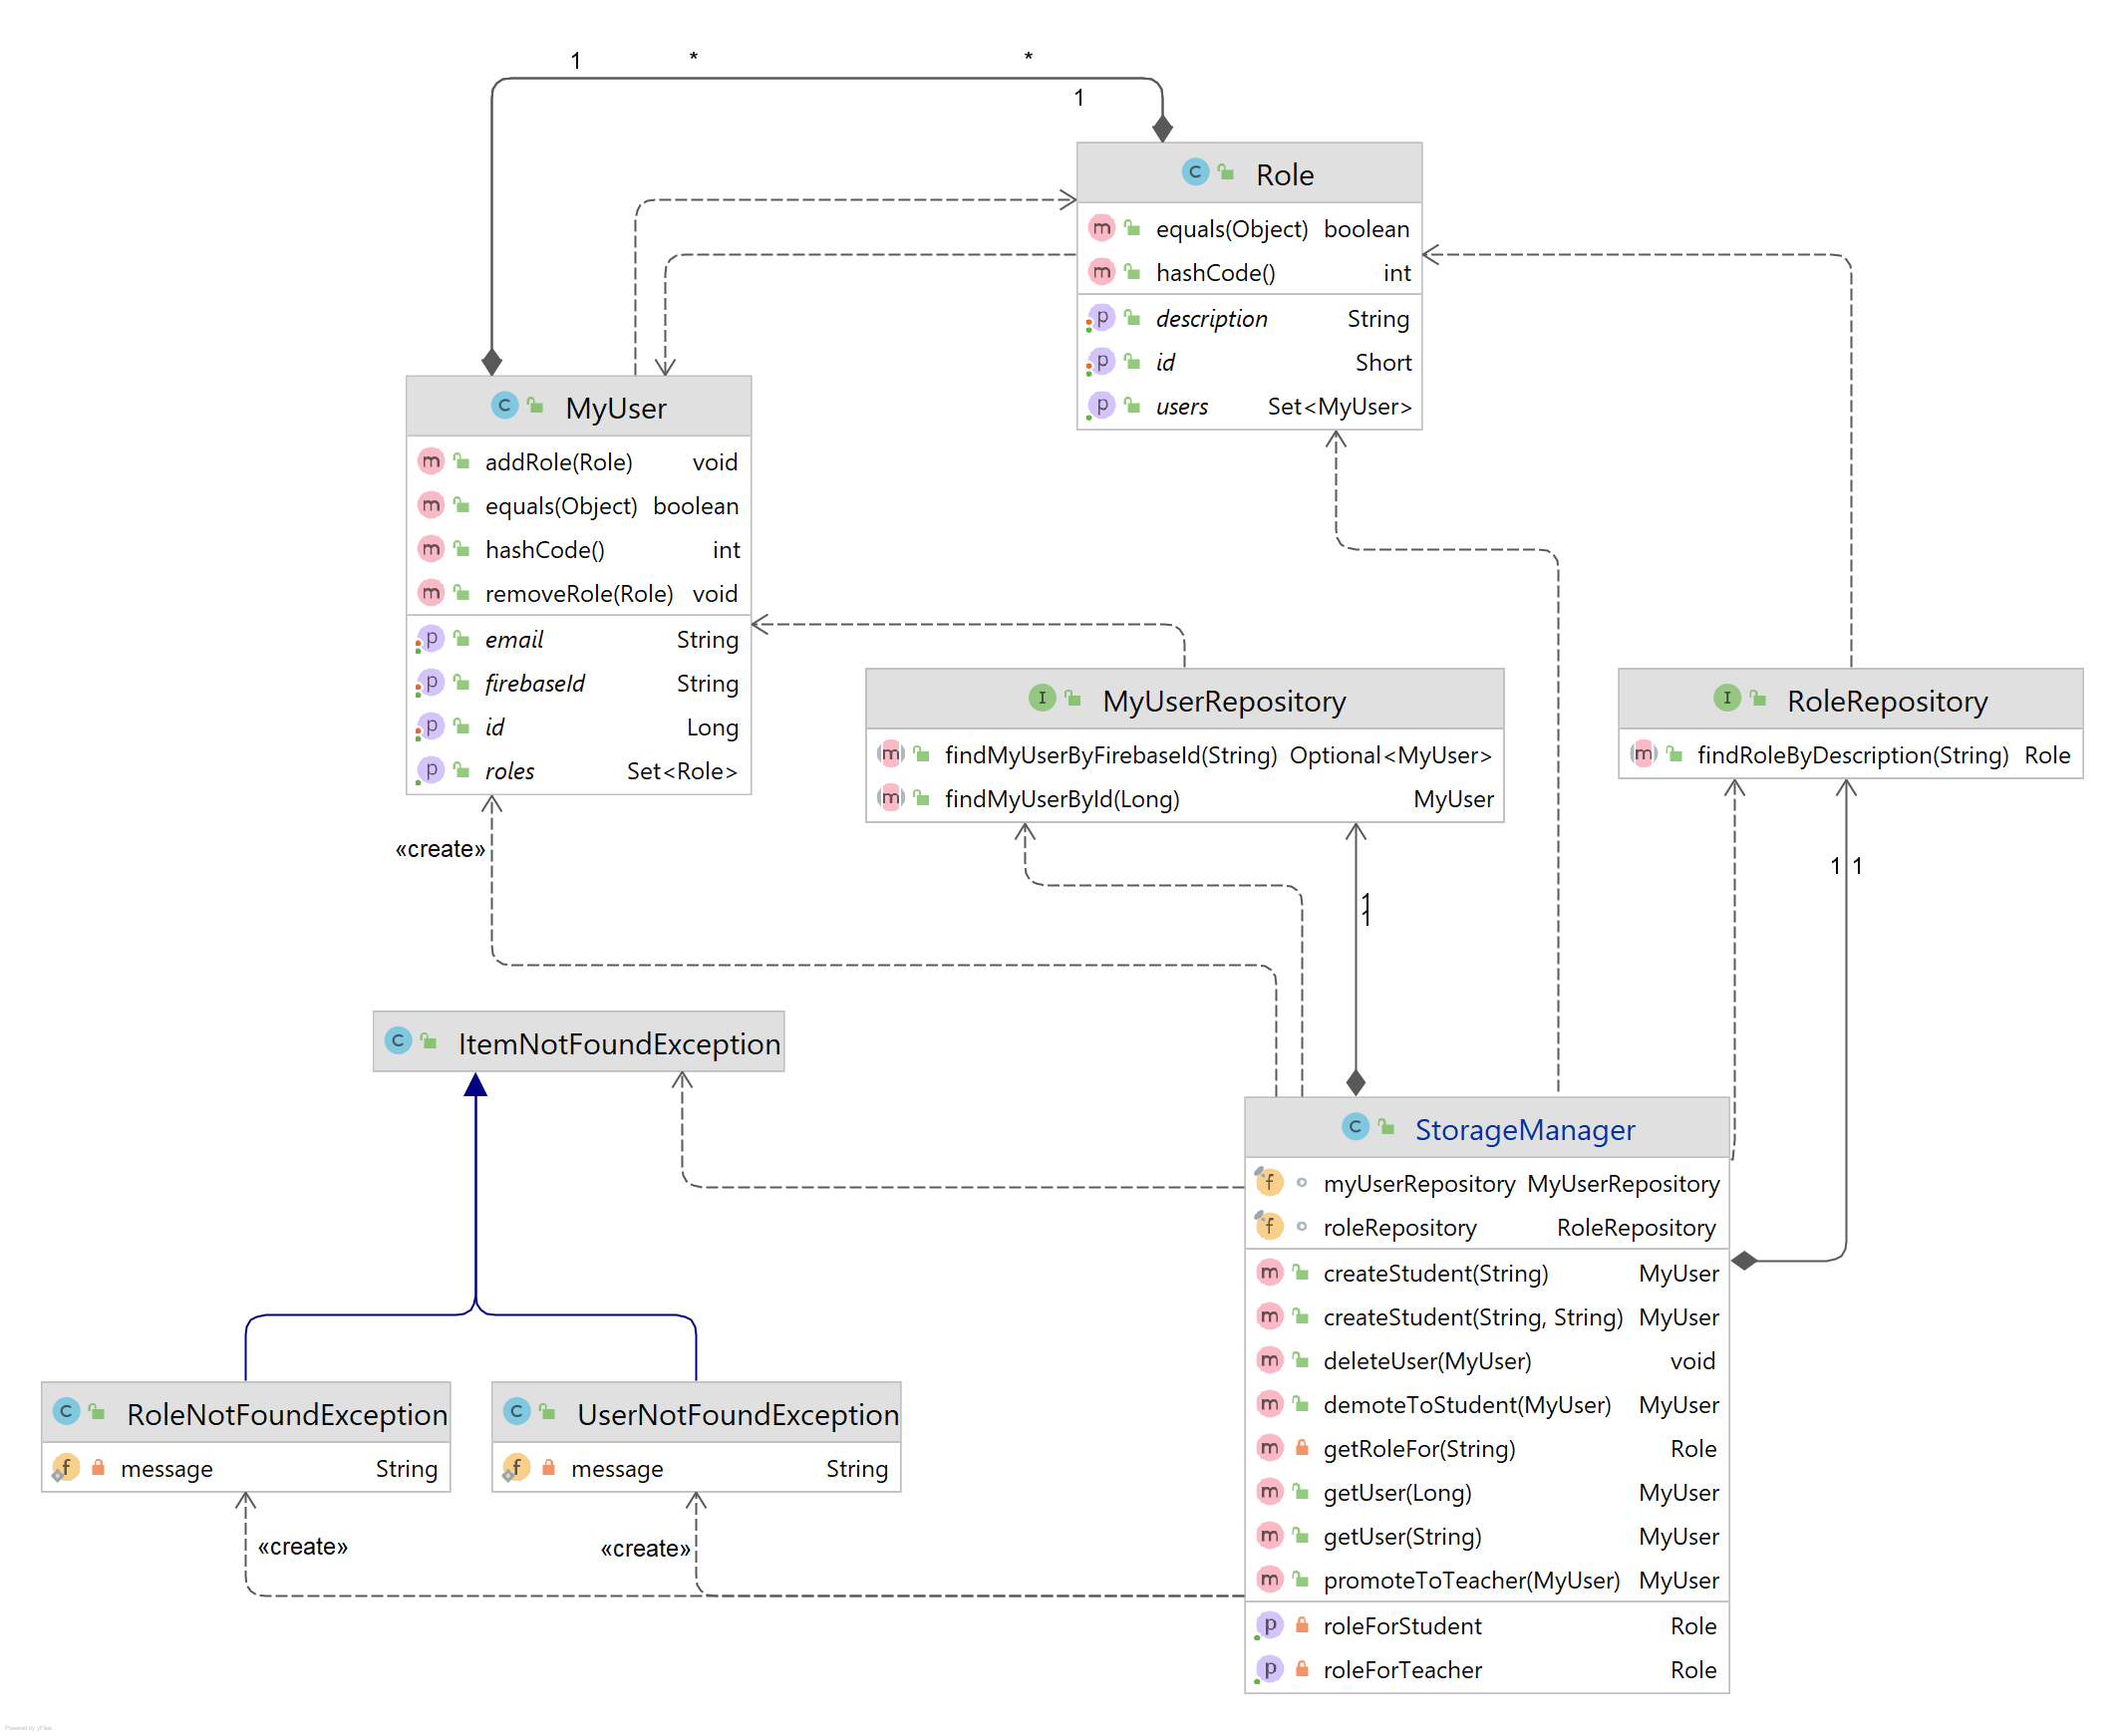 1 * *
1
Role
equals(Object) boolean
hashCode() int
description String
id Short
users Set<MyUser>
MyUser
addRole(Role) void
equals(Object) boolean
hashCode() int
removeRole(Role) void
email String
firebaseId String
id Long
roles Set<Role>
MyUserRepository
findMyUserByFirebaseId(String) Optional<MyUser>
findMyUserById(Long) MyUser
RoleRepository
findRoleByDescription(String) Role
«create»
1 1
1
1
ItemNotFoundException
StorageManager
myUserRepository MyUserRepository
roleRepository RoleRepository
createStudent(String) MyUser
createStudent(String, String) MyUser
deleteUser(MyUser) void
demoteToStudent(MyUser) MyUser
getRoleFor(String) Role
getUser(Long) MyUser
getUser(String) MyUser
promoteToTeacher(MyUser) MyUser
roleForStudent Role
roleForTeacher Role
RoleNotFoundException
message String
UserNotFoundException
message String
«create»
«create»
Powered by yFiles